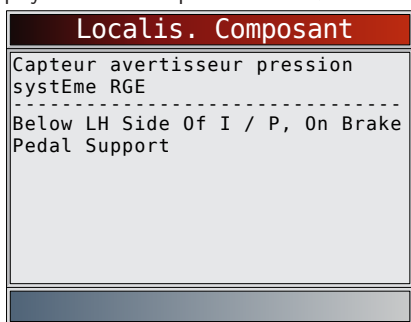 Localis. Composant
Capteur avertisseur pression
systEme RGE
--------------------------------
Below LH Side Of I / P, On Brake
Pedal Support